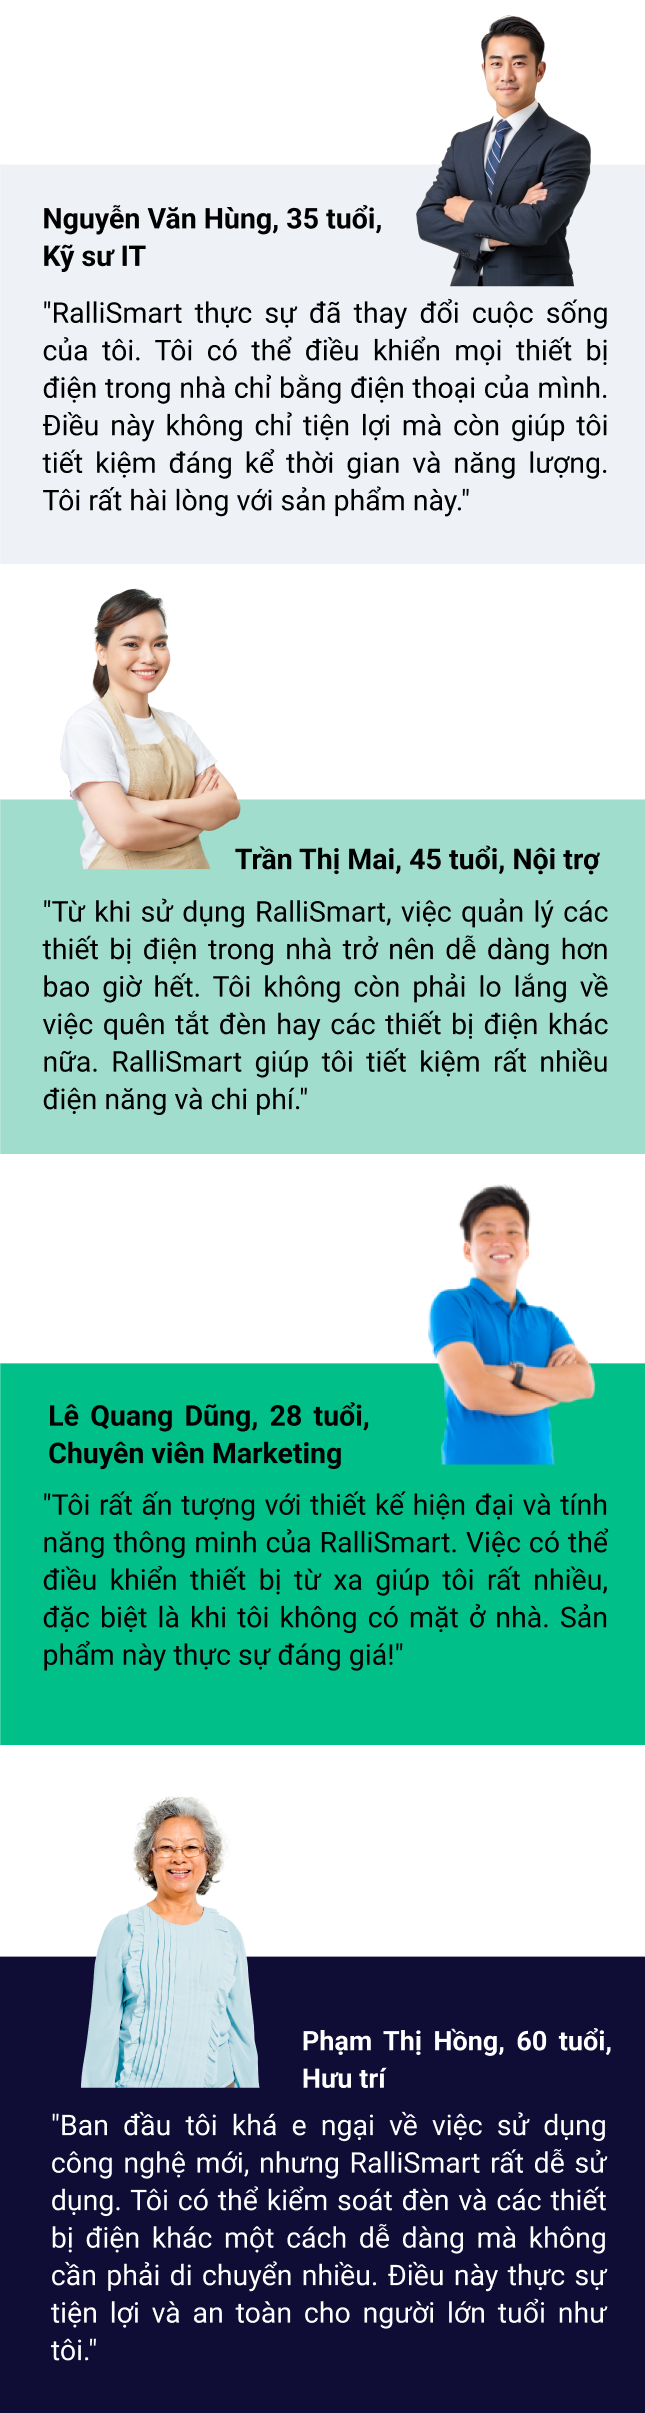 Nguyễn Văn Hùng, 35 tuổi,
Kỹ sư IT
"RalliSmart thực sự đã thay đổi cuộc sống
của tôi. Tôi có thể điều khiển mọi thiết bị
điện trong nhà chỉ bằng điện thoại của mình.
Điều này không chỉ tiện lợi mà còn giúp tôi
tiết kiệm đáng kể thời gian và năng lượng.
Tôi rất hài lòng với sản phẩm này."
Trần Thị Mai, 45 tuổi, Nội trợ
"Từ khi sử dụng RalliSmart, việc quản lý các
thiết bị điện trong nhà trở nên dễ dàng hơn
bao giờ hết. Tôi không còn phải lo lắng về
việc quên tắt đèn hay các thiết bị điện khác
nữa. RalliSmart giúp tôi tiết kiệm rất nhiều
điện năng và chi phí."
Lê Quang Dũng, 28 tuổi,
Chuyên viên Marketing
"Tôi rất ấn tượng với thiết kế hiện đại và tính
năng thông minh của RalliSmart. Việc có thể
điều khiển thiết bị từ xa giúp tôi rất nhiều,
đặc biệt là khi tôi không có mặt ở nhà. Sản
phẩm này thực sự đáng giá!"
Phạm Thị Hồng, 60 tuổi,
Hưu trí
"Ban đầu tôi khá e ngại về việc sử dụng
công nghệ mới, nhưng RalliSmart rất dễ sử
dụng. Tôi có thể kiểm soát đèn và các thiết
bị điện khác một cách dễ dàng mà không
cần phải di chuyển nhiều. Điều này thực sự
tiện lợi và an toàn cho người lớn tuổi như
tôi."